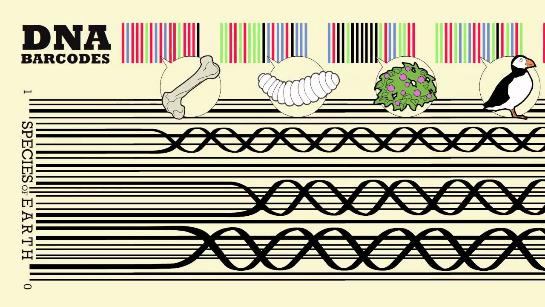 DNA
BARCODES
1
SPECIES OF EARTH
0